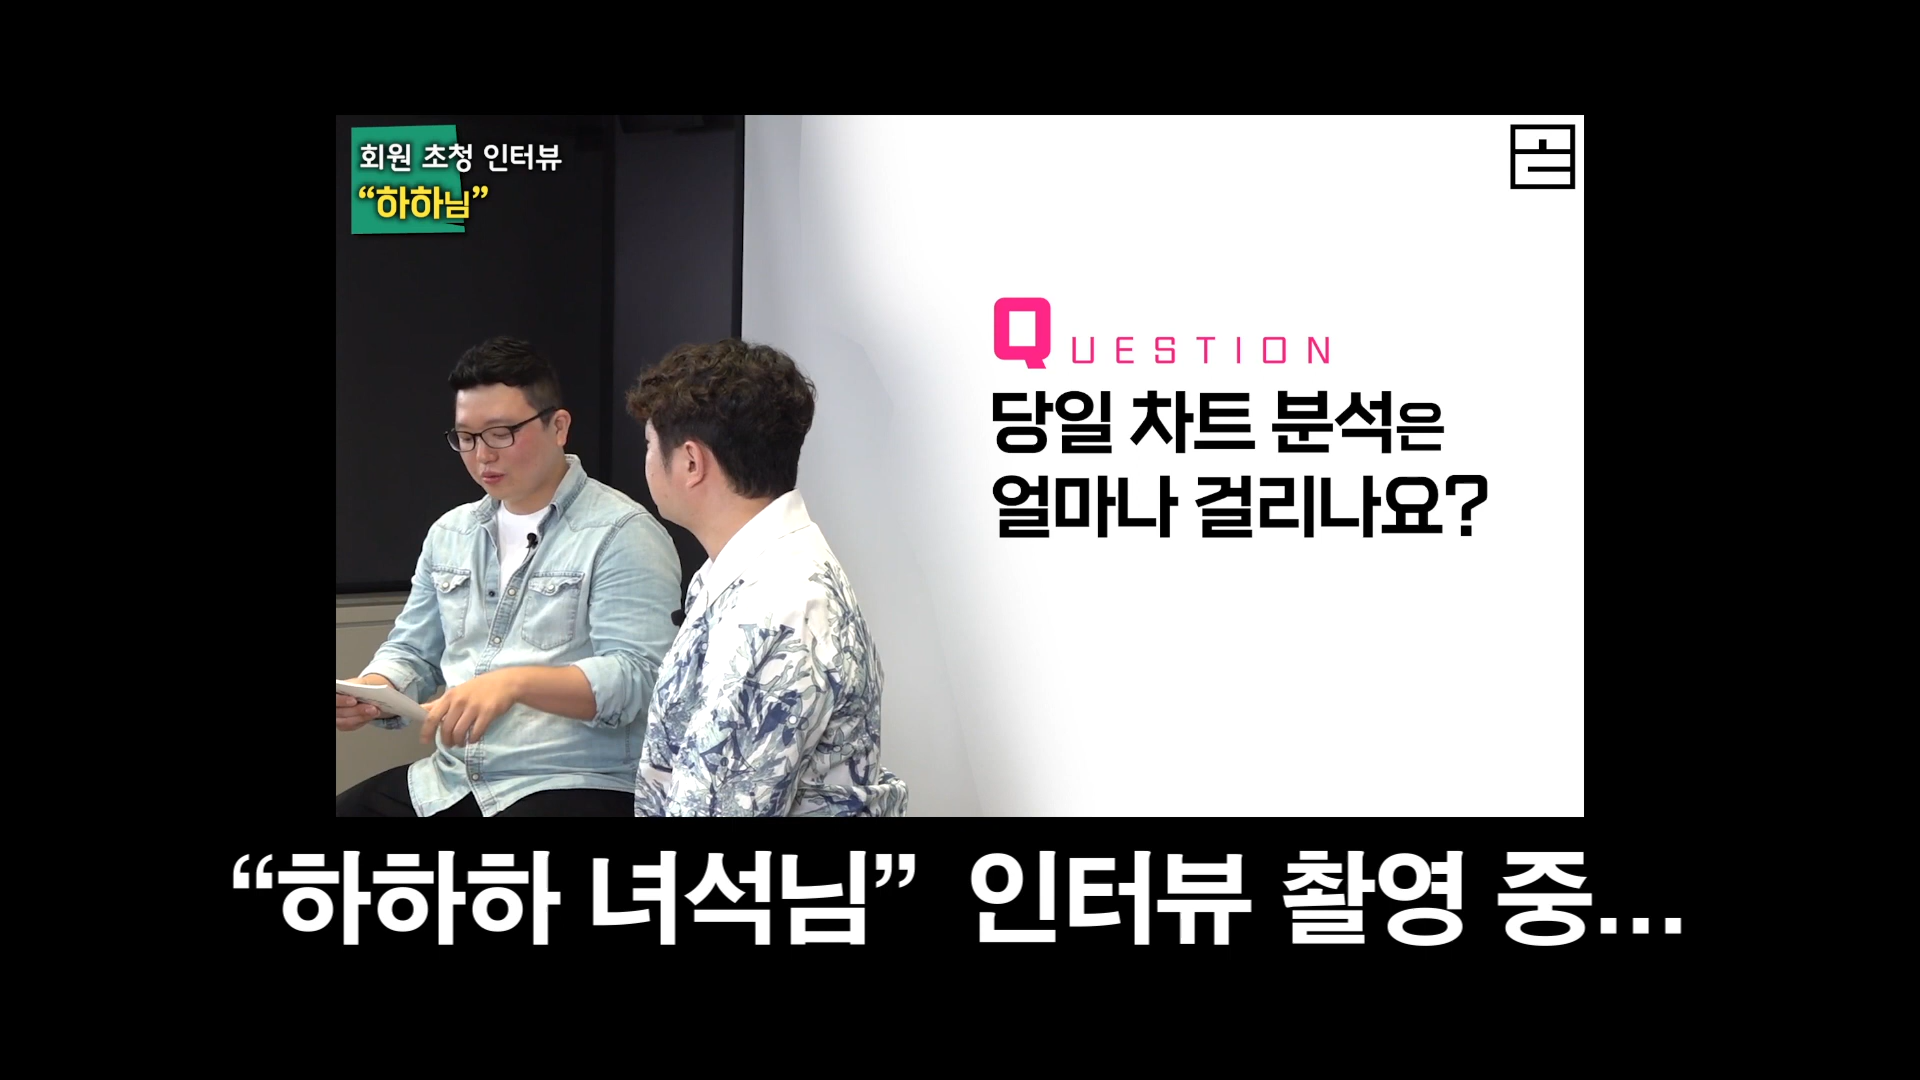 회원 초청 인터뷰
“하하님”
QUESTION
당일 차트 분석은
얼마나 걸리나요?
“하하하 녀석님” 인터뷰 촬영 중...